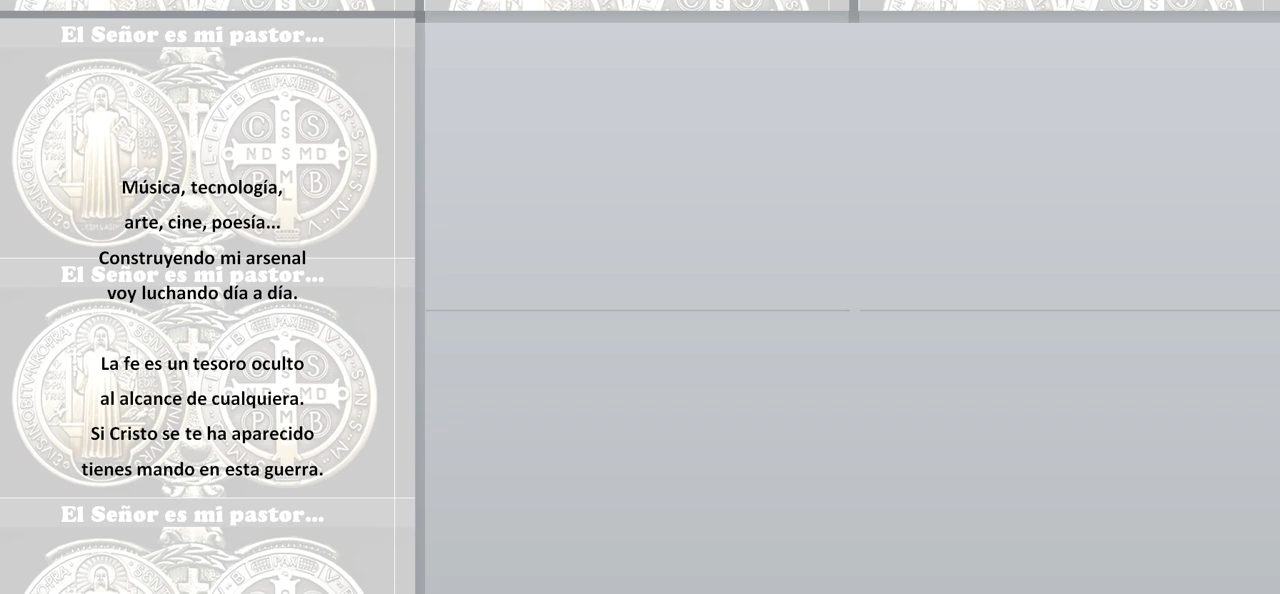 El Señor es mi pastor...
Música, tecnología,
arte, cine, poesía...
Construyendo mi arsenal
El Señor es mi pastor...
voy luchando día a día.
La fe es un tesoro oculto
al alcance de cualquiera.
Si Cristo se te ha aparecido
tienes mando en esta guerra.
El Señor es mi pastor...